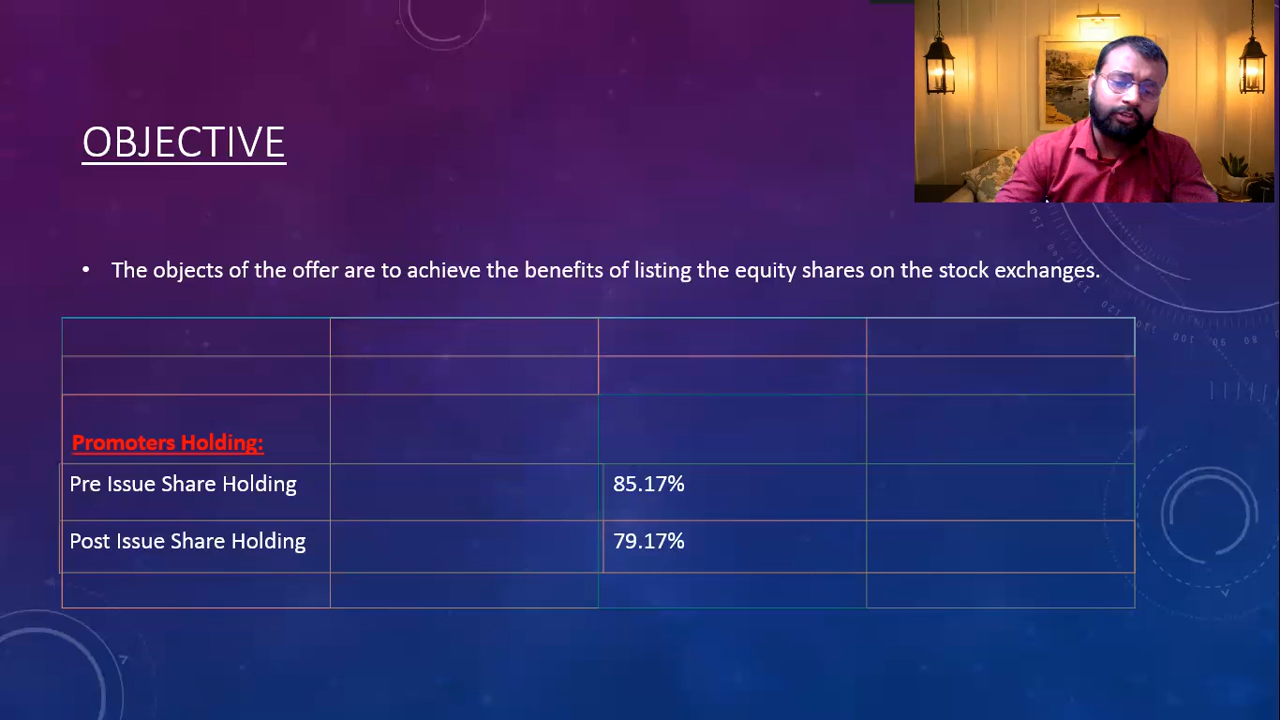 OBJECTIVE
• The objects of the offer are to achieve the benefits of listing the equity shares on the stock exchanges.
Promoters Holding:
Pre Issue Share Holding 85.17%
Post Issue Share Holding 79.17%